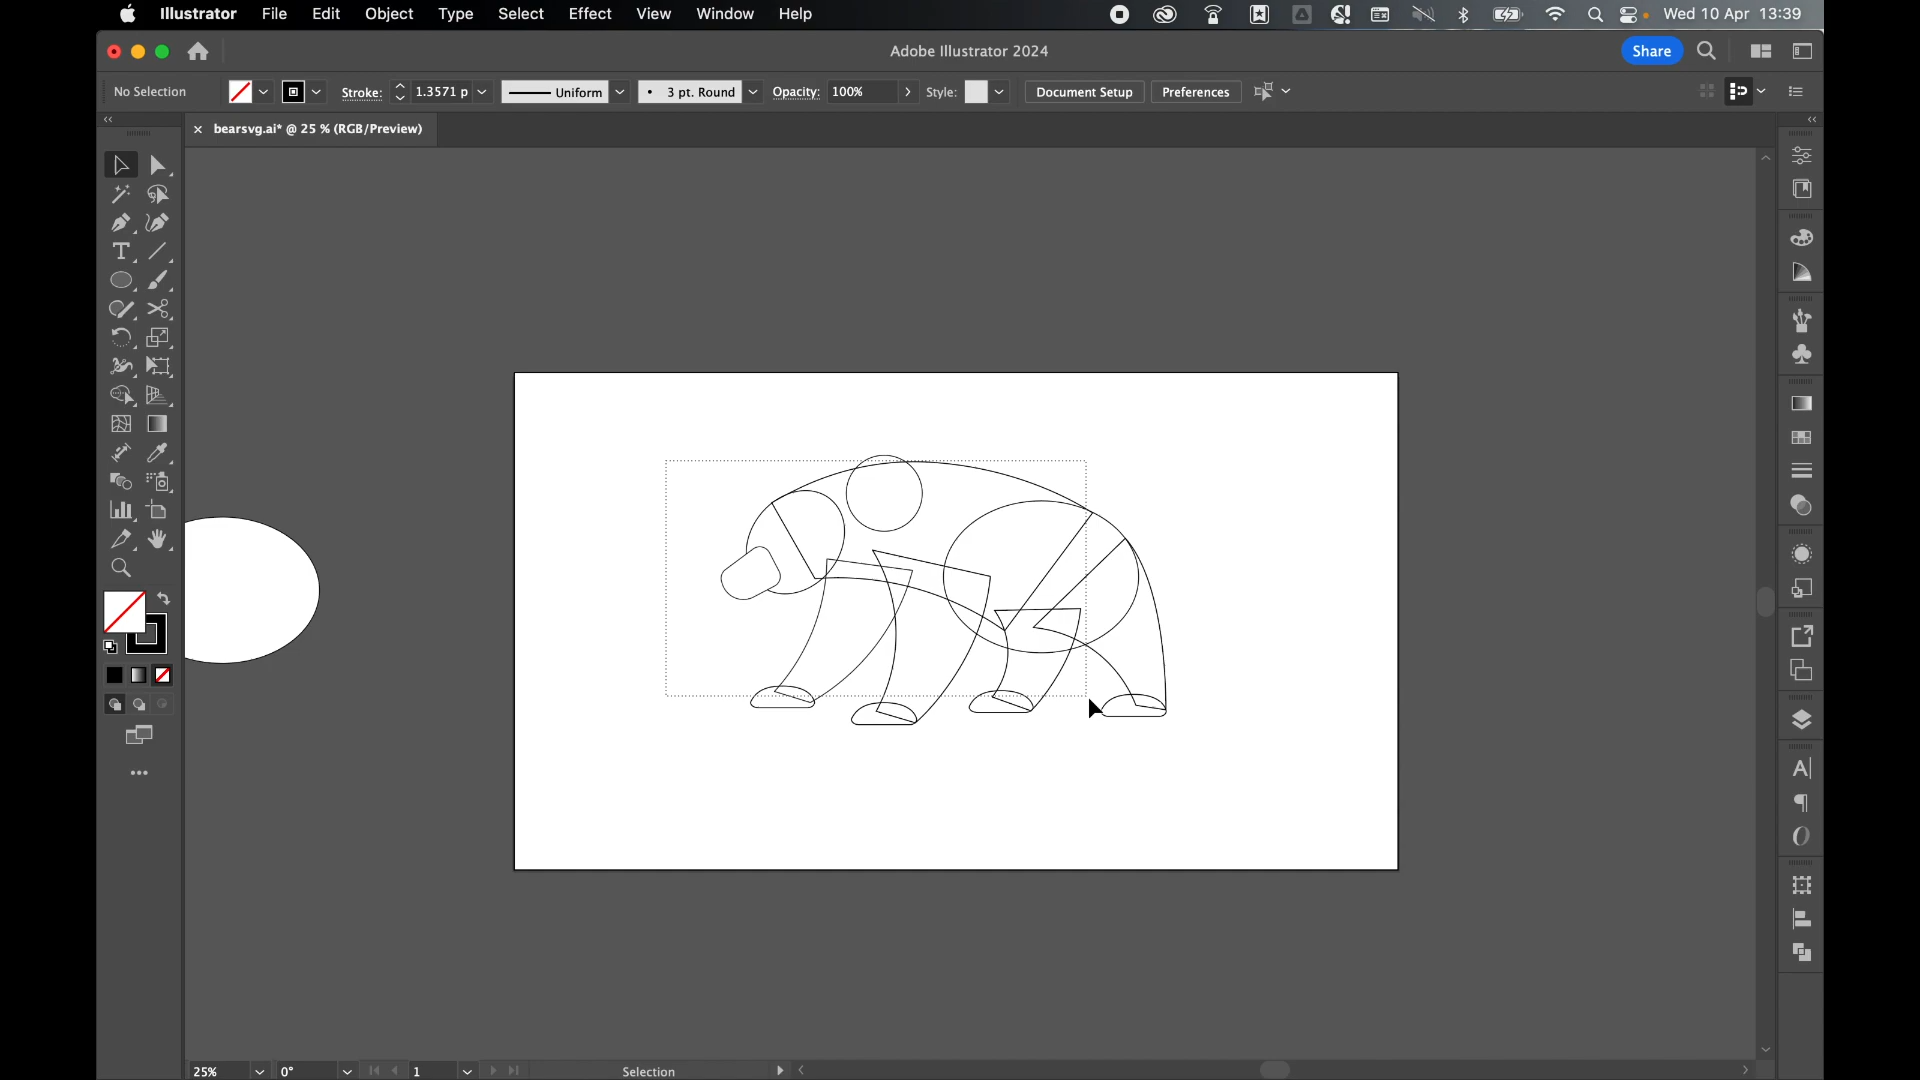 Illustrator File Edit Object Type Select Effect View Window Help Wed 10 Apr 13:39
Adobe Illustrator 2024 Share
No Selection Stroke: 1.3571 p Uniform 3 pt. Round Opacity: 100% Style: Document Setup Preferences
bearsvg.ai* @ 25 % (RGB/Preview)
25% 0° 1 Selection